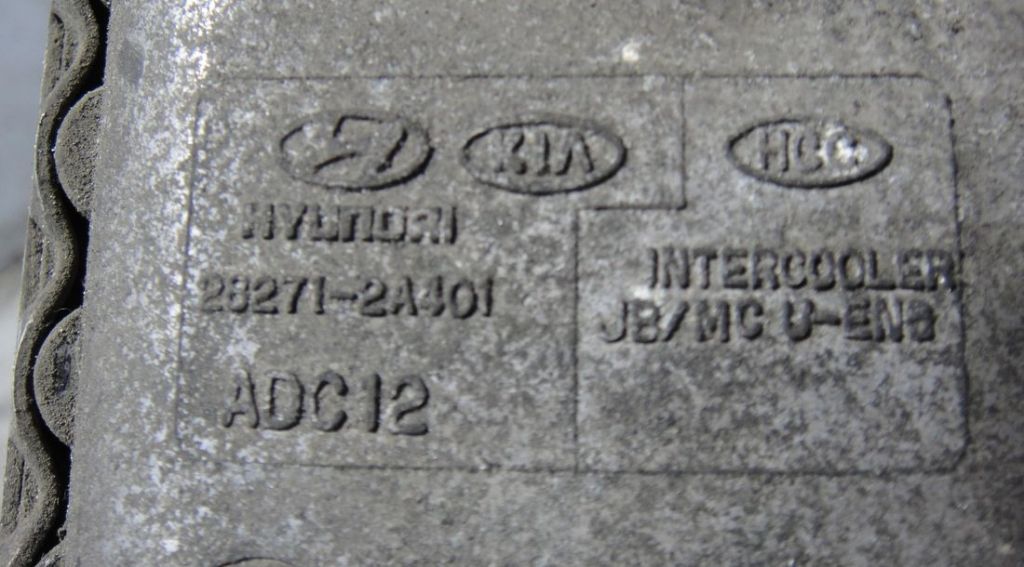 KIA HCC
HYUNDAI
28271-2A401
ADC12
INTERCOOLER
JB/MC U-ENG